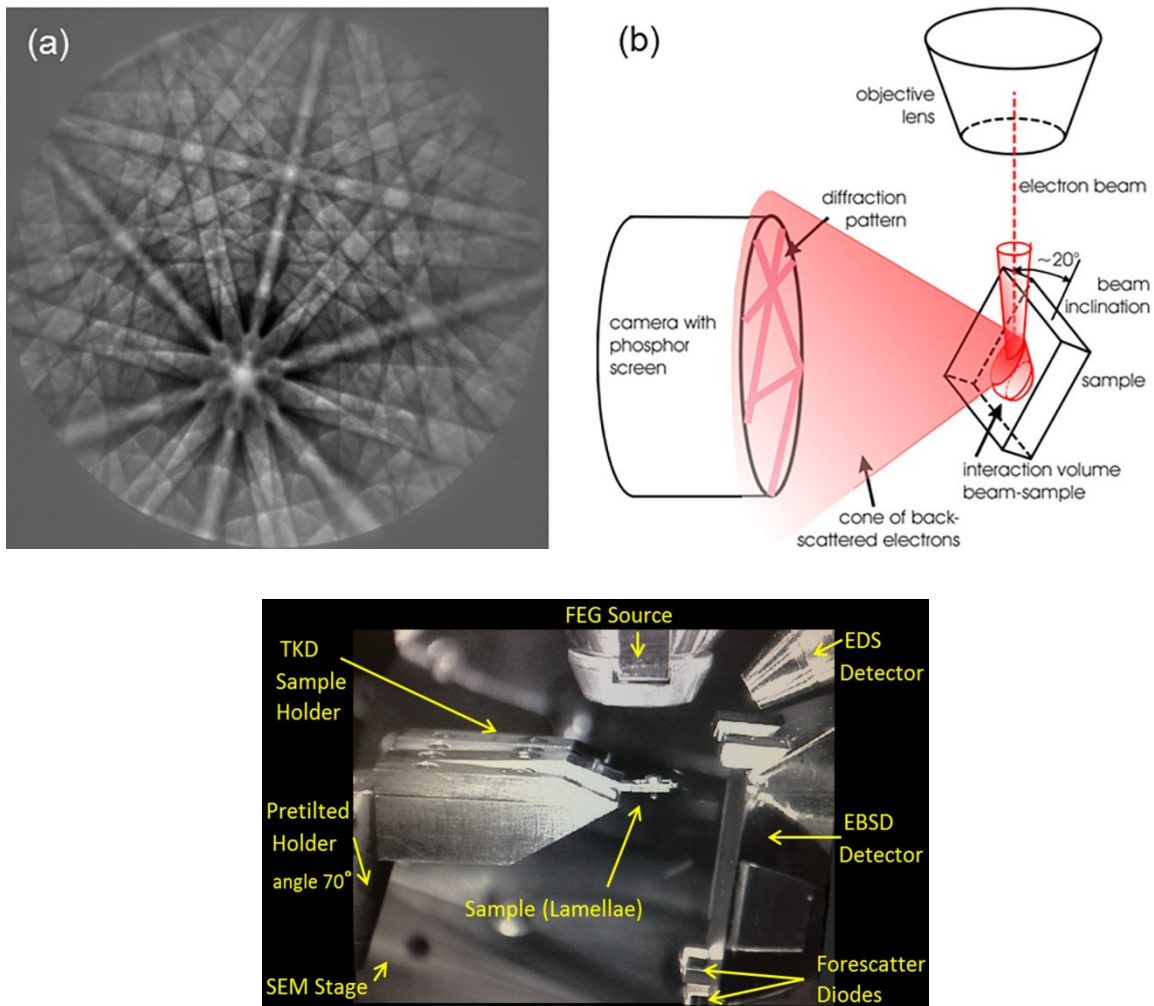 (a)
(b)
objective
lens
electron beam
diffraction
pattern
~20°
beam
inclination
camera with
phosphor
screen
sample
interaction volume
beam-sample
cone of back-
scattered electrons
FEG Source
TKD
Sample
Holder
EDS
Detector
Pretilted
Holder
angle 70°
EBSD
Detector
Sample (Lamellae)
SEM Stage
Forescatter
Diodes